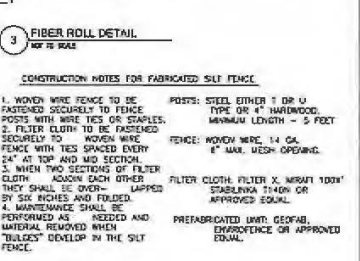 3
FIBER ROLL DETAIL
NOT TO SCALE
CONSTRUCTION NOTES FOR FABRICATED SILT FENCE
1. WOVEN WIRE FENCE TO BE
FASTENED SECURELY TO FENCE
POSTS WITH WIRE TIES OR STAPLES.
2. FILTER CLOTH TO BE FASTENED
SECURELY TO WOVEN WIRE
FENCE WITH TIES SPACED EVERY
24" AT TOP AND MID SECTION.
3. WHEN TWO SECTIONS OF FILTER
CLOTH ADJOIN EACH OTHER
THEY SHALL BE OVER- LAPPED
BY SIX INCHES AND FOLDED.
4. MAINTENANCE SHALL BE
PERFORMED AS NEEDED AND
MATERIAL REMOVED WHEN
"BULGES" DEVELOP IN THE SILT
FENCE.
POSTS: STEEL EITHER T OR U
TYPE OR 4" HARDWOOD.
MINIMUM LENGTH - 5 FEET
FENCE: WOVEN WIRE, 14 GA.
6" MAX. MESH OPENING.
FILTER CLOTH: FILTER X, MIRAFI 100X'
STABILINKA T140N OR
APPROVED EQUAL.
PREFABRICATED UNIT: GEOFAB,
ENVIROFENCE OR APPROVED
EQUAL.